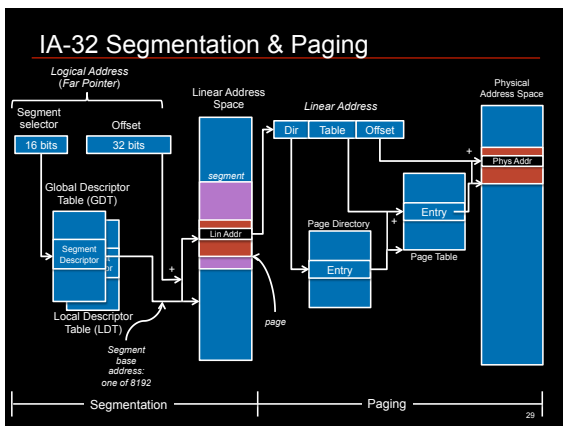 IA-32 Segmentation & Paging
Logical Address
(Far Pointer)
Segment
selector
Offset
16 bits
32 bits
Global Descriptor
Table (GDT)
Segment
Descriptor
Local Descriptor
Table (LDT)
Segment
base
address:
one of 8192
+
Linear Address
Space
segment
Lin Addr
page
Linear Address
Dir
Table
Offset
Page Directory
Entry
+
Entry
Page Table
+
Physical
Address Space
Phys Addr
Segmentation
Paging
29